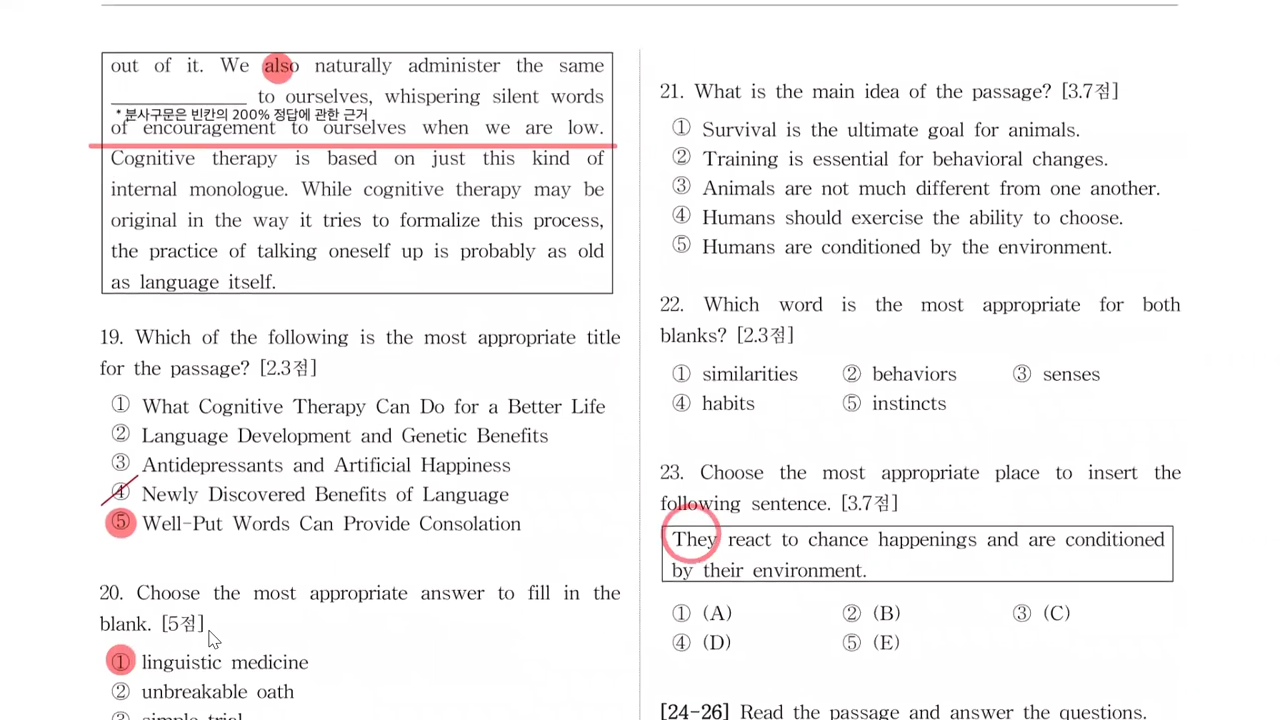 out of it. We also naturally administer the same
____________ to ourselves, whispering silent words
* 분사구문은 빈칸의 200% 정답에 관한 근거
of encouragement to ourselves when we are low.
Cognitive therapy is based on just this kind of
internal monologue. While cognitive therapy may be
original in the way it tries to formalize this process,
the practice of talking oneself up is probably as old
as language itself.
19. Which of the following is the most appropriate title
for the passage? [2.3점]
① What Cognitive Therapy Can Do for a Better Life
② Language Development and Genetic Benefits
③ Antidepressants and Artificial Happiness
④ Newly Discovered Benefits of Language
⑤ Well-Put Words Can Provide Consolation
20. Choose the most appropriate answer to fill in the
blank. [5점]
① linguistic medicine
② unbreakable oath
③ simple trial
21. What is the main idea of the passage? [3.7점]
① Survival is the ultimate goal for animals.
② Training is essential for behavioral changes.
③ Animals are not much different from one another.
④ Humans should exercise the ability to choose.
⑤ Humans are conditioned by the environment.
22. Which word is the most appropriate for both
blanks? [2.3점]
① similarities ② behaviors ③ senses
④ habits ⑤ instincts
23. Choose the most appropriate place to insert the
following sentence. [3.7점]
They react to chance happenings and are conditioned
by their environment.
① (A) ② (B) ③ (C)
④ (D) ⑤ (E)
[24-26] Read the passage and answer the questions.